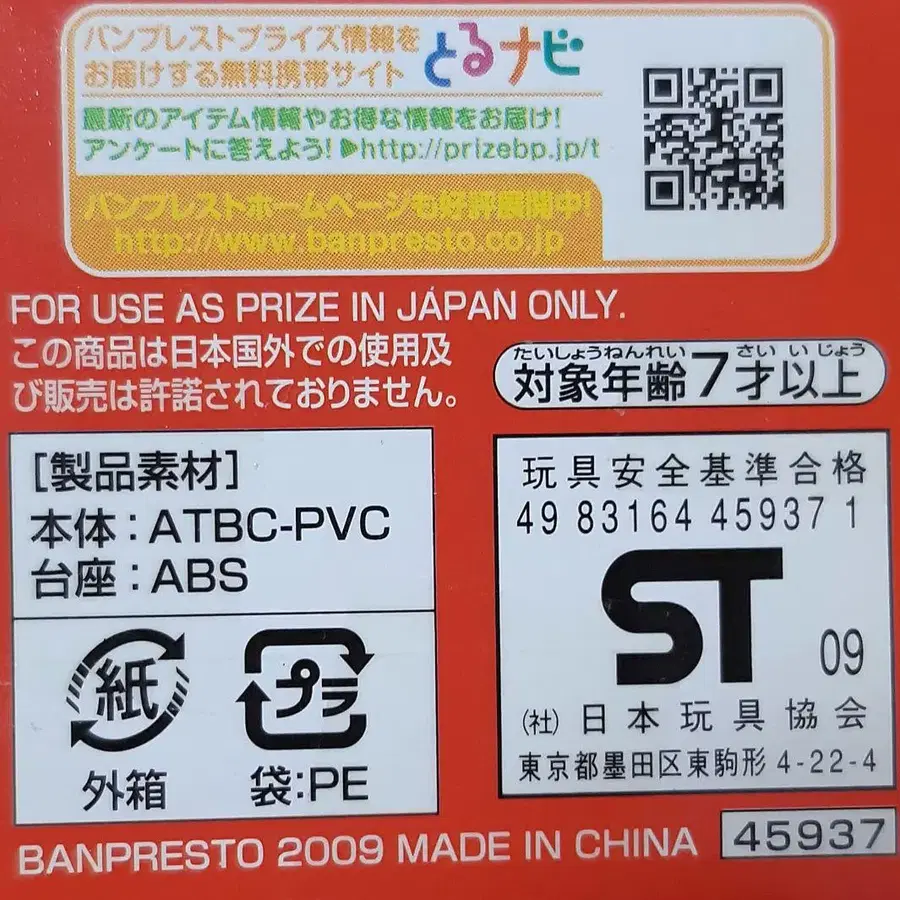 バンプレストプライズ情報を
お届けする無料携帯サイト とるナビ
最新のアイテム情報やお得な情報をお届け!
アンケートに答えよう!▶http://prizebp.jp/t
バンプレストホームページも好評展開中!
http://www.banpresto.co.jp
FOR USE AS PRIZE IN JAPAN ONLY.
この商品は日本国外での使用及
び販売は許諾されておりません。
たいしょうねんれい さい いじょう
対象年齢7才以上
[製品素材]
本体:ATBC-PVC
台座:ABS
紙
外箱
プラ
袋:PE
玩具安全基準合格
49 83164 45937 1
ST 09
(社)日本玩具協会
東京都墨田区東駒形 4-22-4
BANPRESTO 2009 MADE IN CHINA
45937